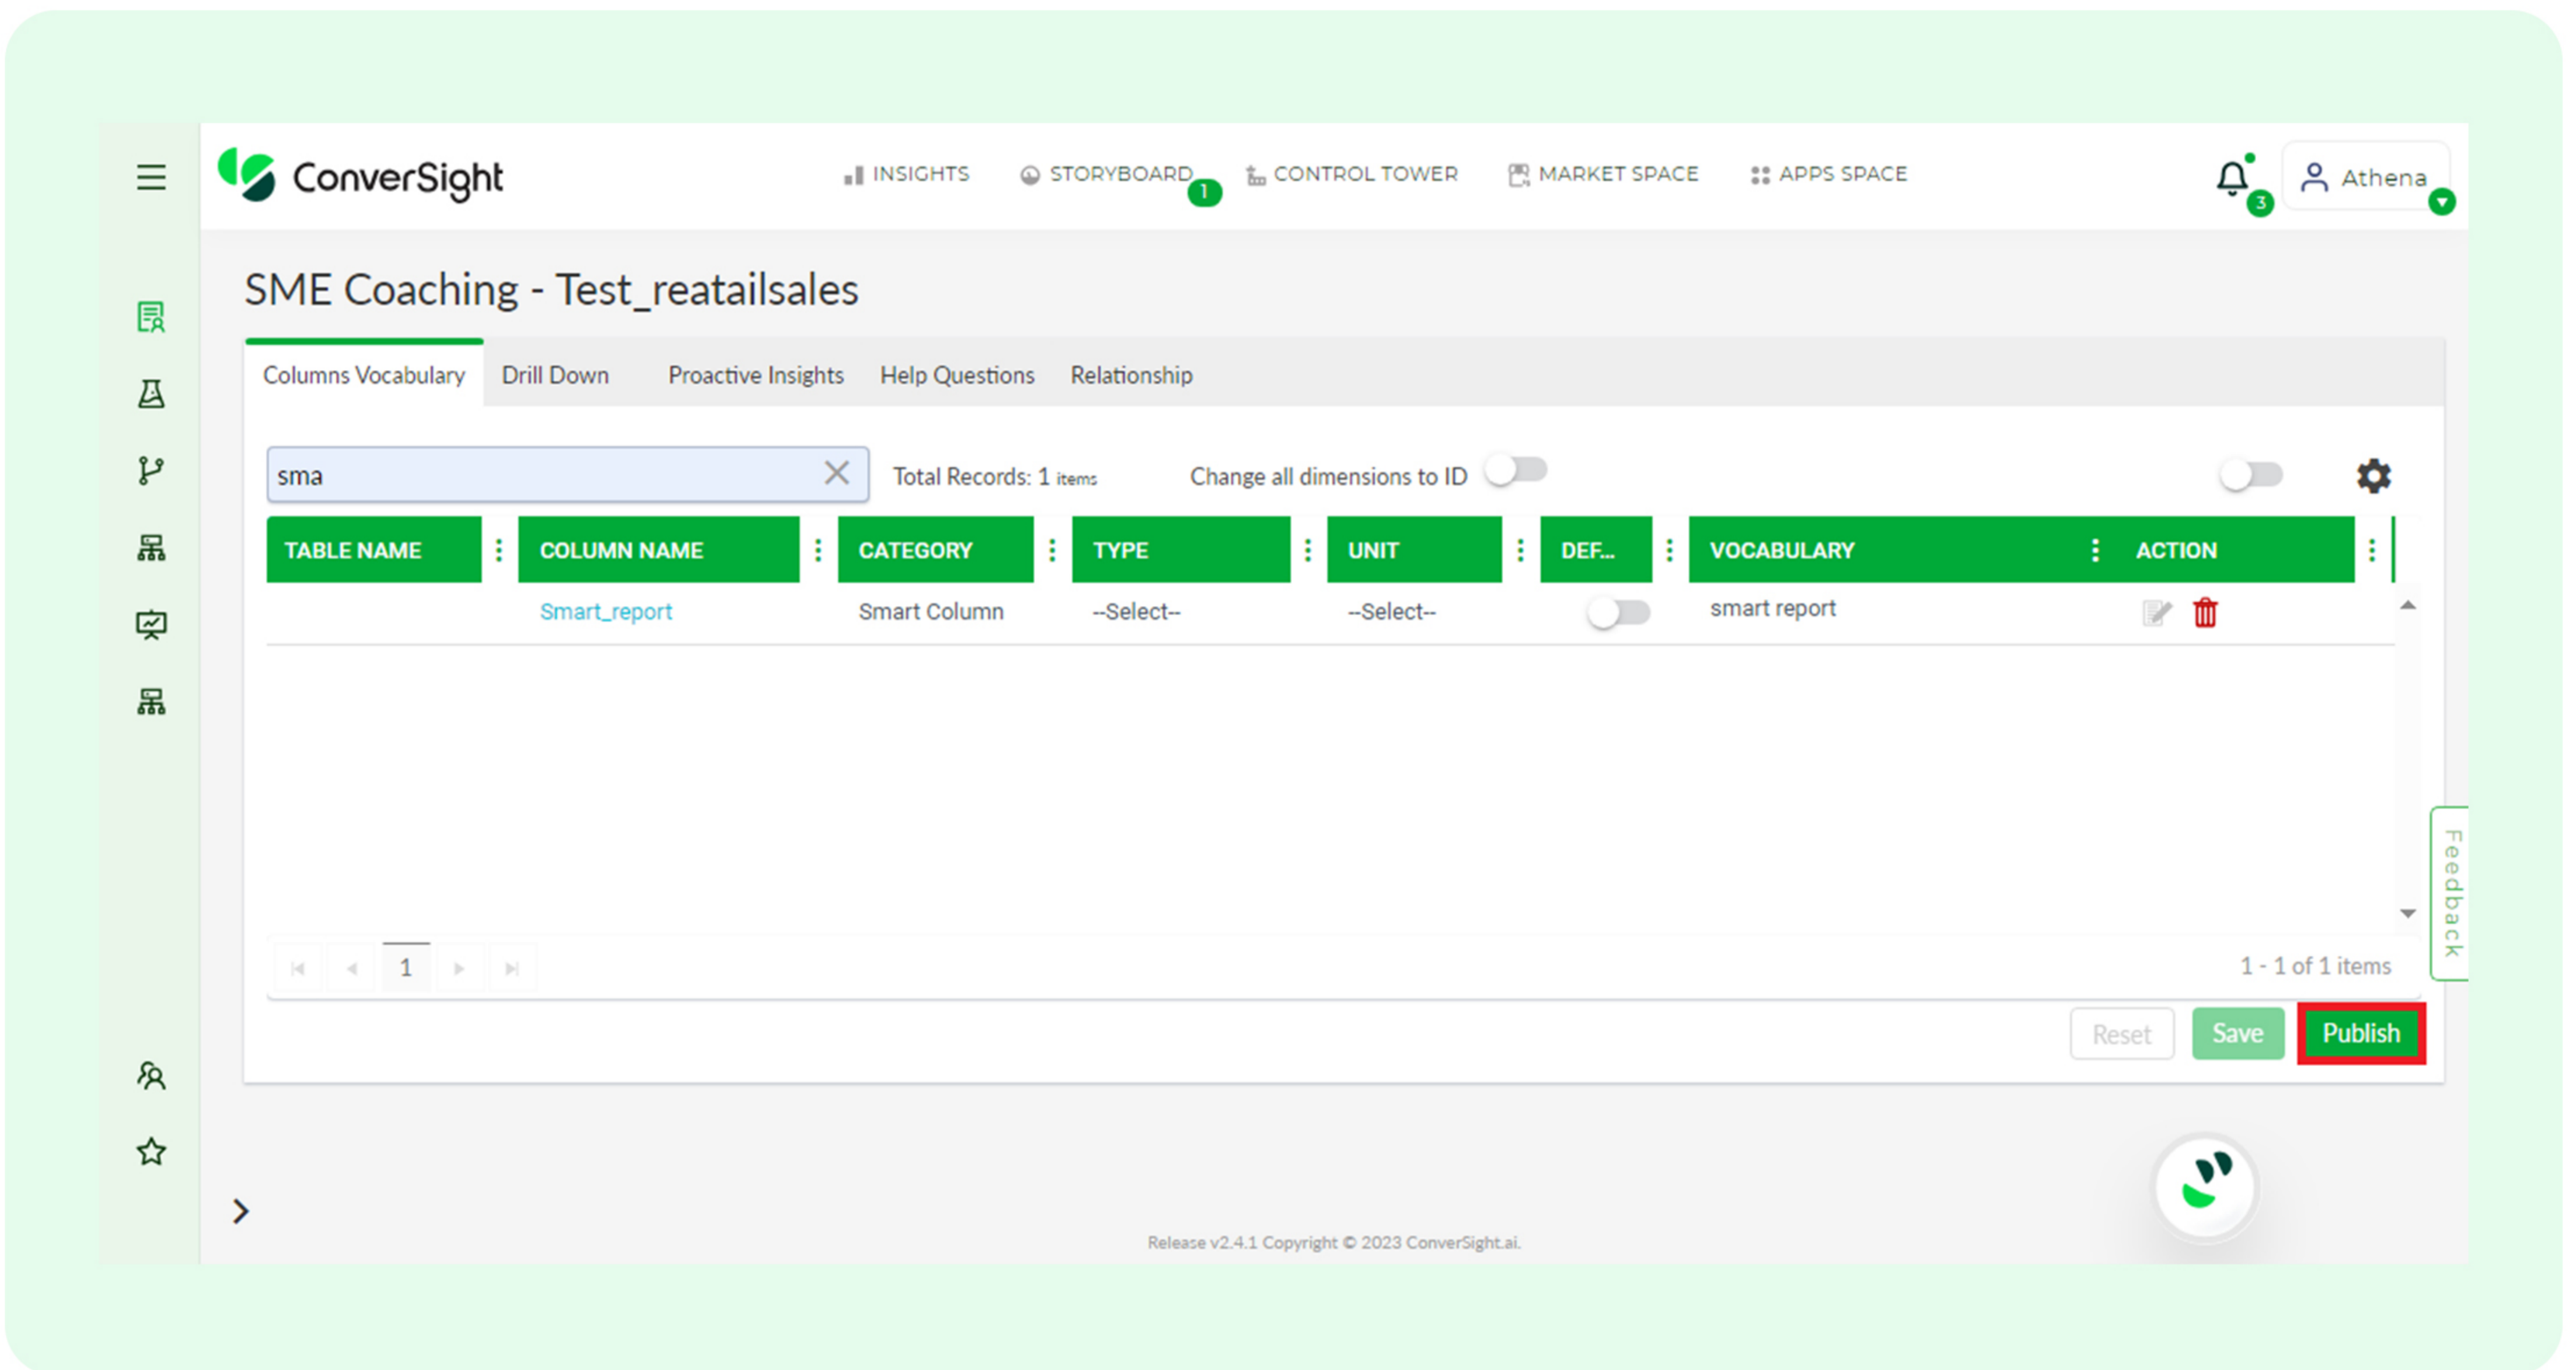 ConverSight
INSIGHTS
STORYBOARD
1
CONTROL TOWER
MARKET SPACE
APPS SPACE
3
Athena
SME Coaching - Test_reatailsales
Columns Vocabulary
Drill Down
Proactive Insights
Help Questions
Relationship
sma
Total Records: 1 items
Change all dimensions to ID
TABLE NAME
COLUMN NAME
CATEGORY
TYPE
UNIT
DEF...
VOCABULARY
ACTION
Smart_report
Smart Column
--Select--
--Select--
smart report
Feedback
1
1 - 1 of 1 items
Reset
Save
Publish
Release v2.4.1 Copyright © 2023 ConverSight.ai.